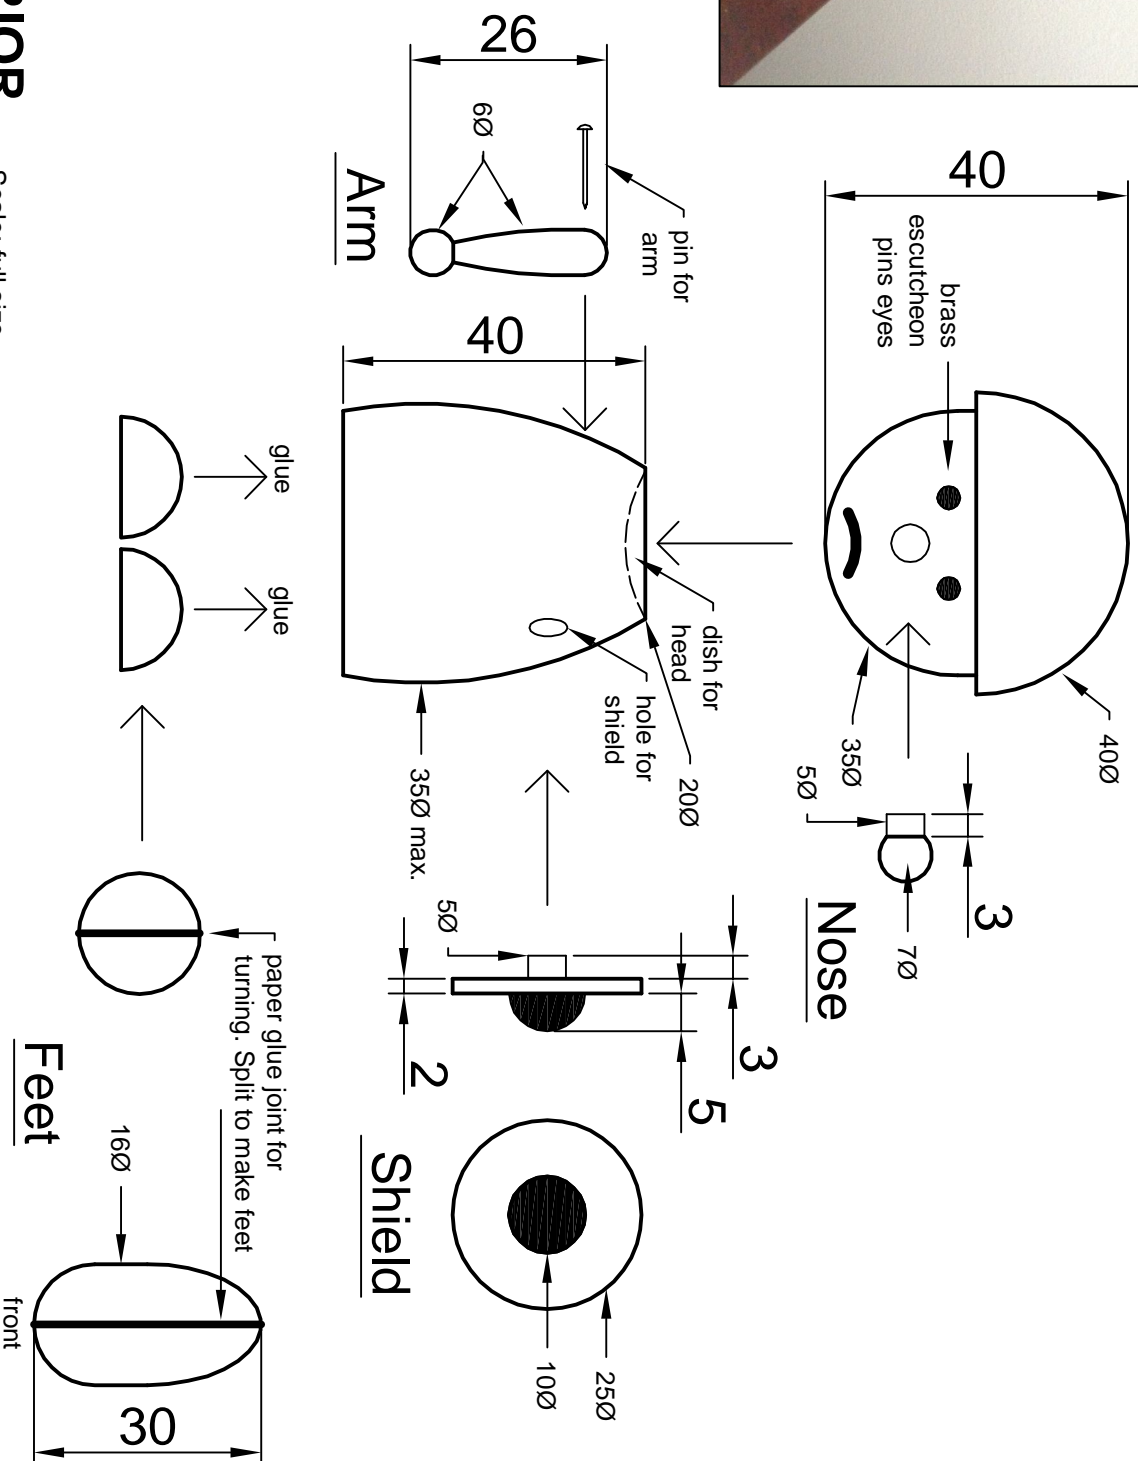 40
brass
escutcheon
pins eyes
40Ø
35Ø
3
5Ø
7Ø
Nose
26
6Ø
pin for
arm
Arm
40
dish for
head
hole for
shield
20Ø
35Ø max.
5Ø
3
5
2
Shield
25Ø
10Ø
glue
glue
paper glue joint for
turning. Split to make feet
Feet
16Ø
front
30